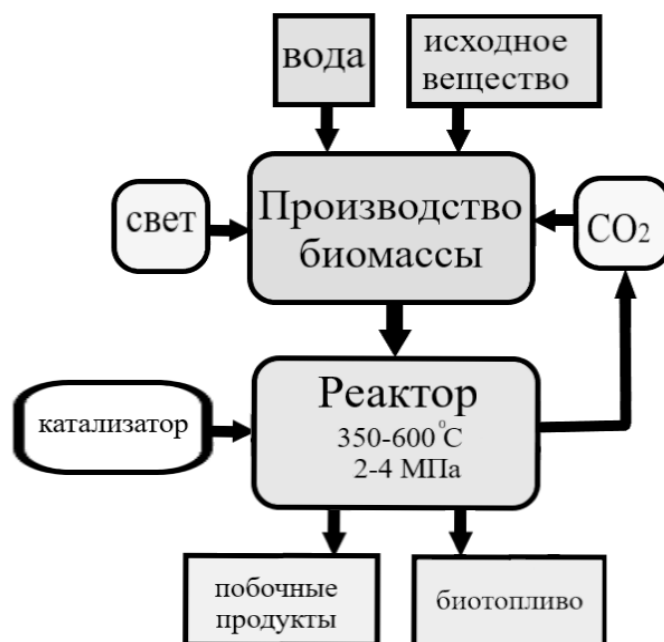 вода
исходное
вещество
свет
Производство
биомассы
CO₂
катализатор
Реактор
350-600°C
2-4 МПа
побочные
продукты
биотопливо